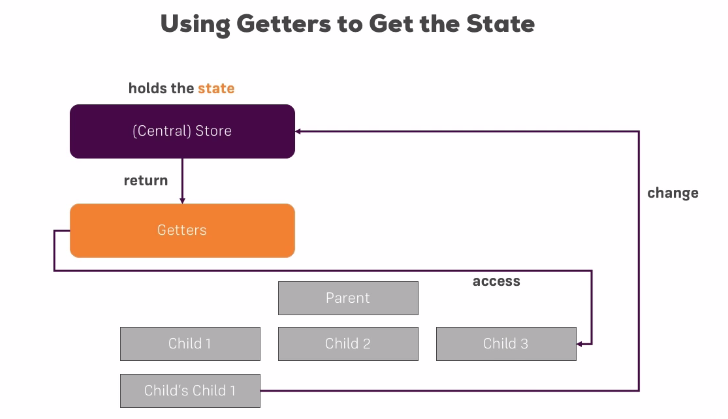 Using Getters to Get the State
holds the state
(Central) Store
return
change
Getters
access
Parent
Child 1
Child 2
Child 3
Child's Child 1